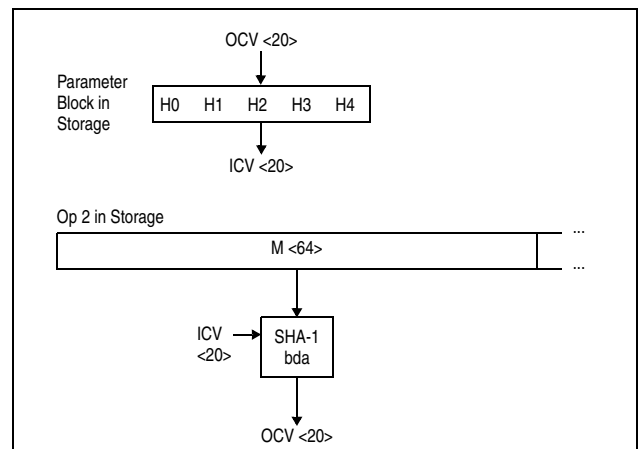 OCV <20>
Parameter
Block in
Storage
H0 H1 H2 H3 H4
ICV <20>
Op 2 in Storage
...
M <64>
...
ICV
<20>
SHA-1
bda
OCV <20>